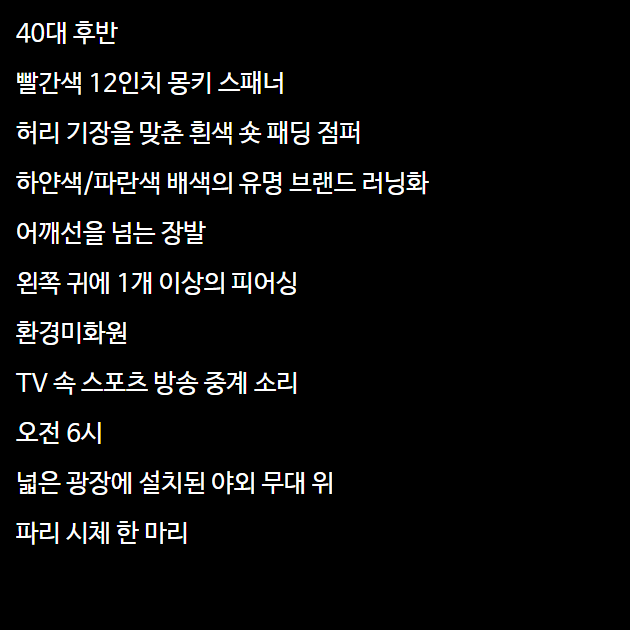 40대 후반
빨간색 12인치 몽키 스패너
허리 기장을 맞춘 흰색 숏 패딩 점퍼
하얀색/파란색 배색의 유명 브랜드 러닝화
어깨선을 넘는 장발
왼쪽 귀에 1개 이상의 피어싱
환경미화원
TV 속 스포츠 방송 중계 소리
오전 6시
넓은 광장에 설치된 야외 무대 위
파리 시체 한 마리